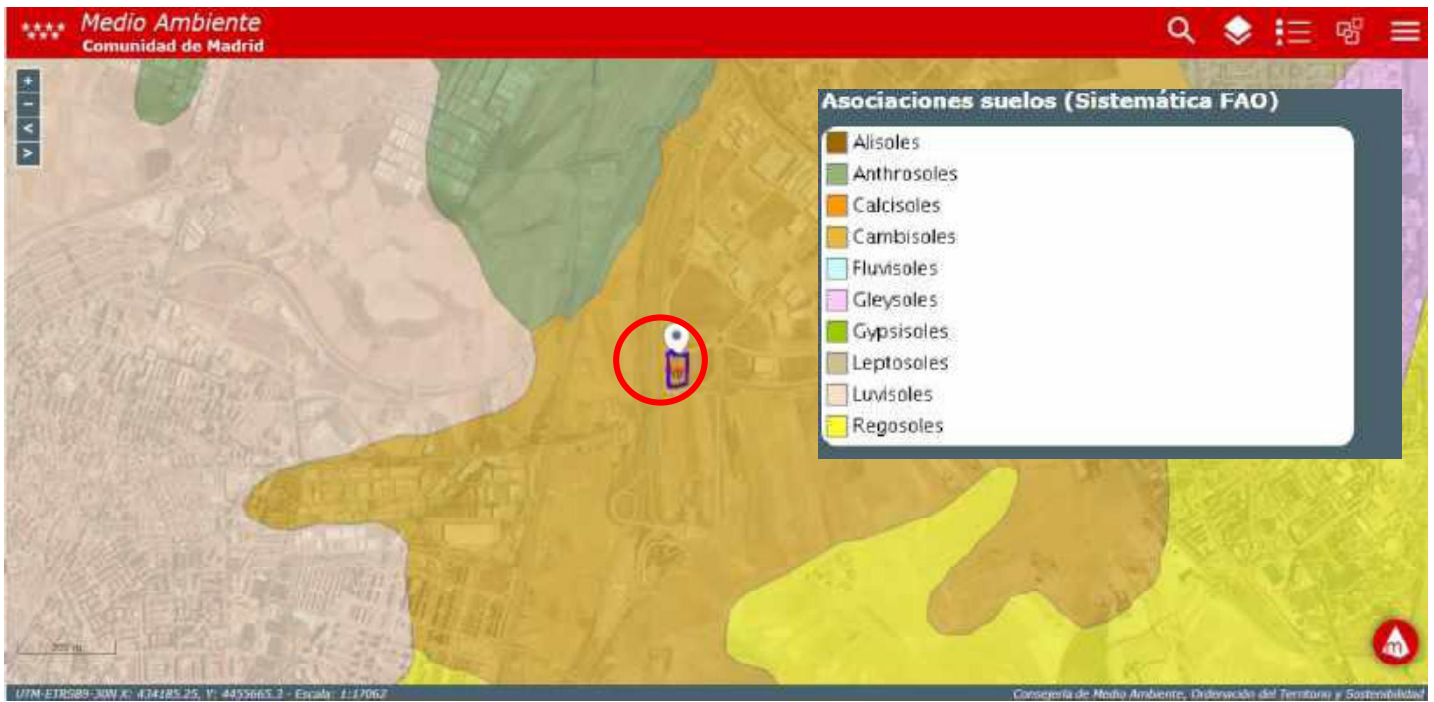 Medio Ambiente
Comunidad de Madrid
+
-
<
>
Asociaciones suelos (Sistemática FAO)
Alisoles
Anthrosoles
Calcisoles
Cambisoles
Fluvisoles
Gleysoles
Gypsisoles
Leptosoles
Luvisoles
Regosoles
UTM-ETRS89-30N X: 434185.25, Y: 4455665.2 - Escala: 1:17062
Consejería de Medio Ambiente, Ordenación del Territorio y Sostenibilidad